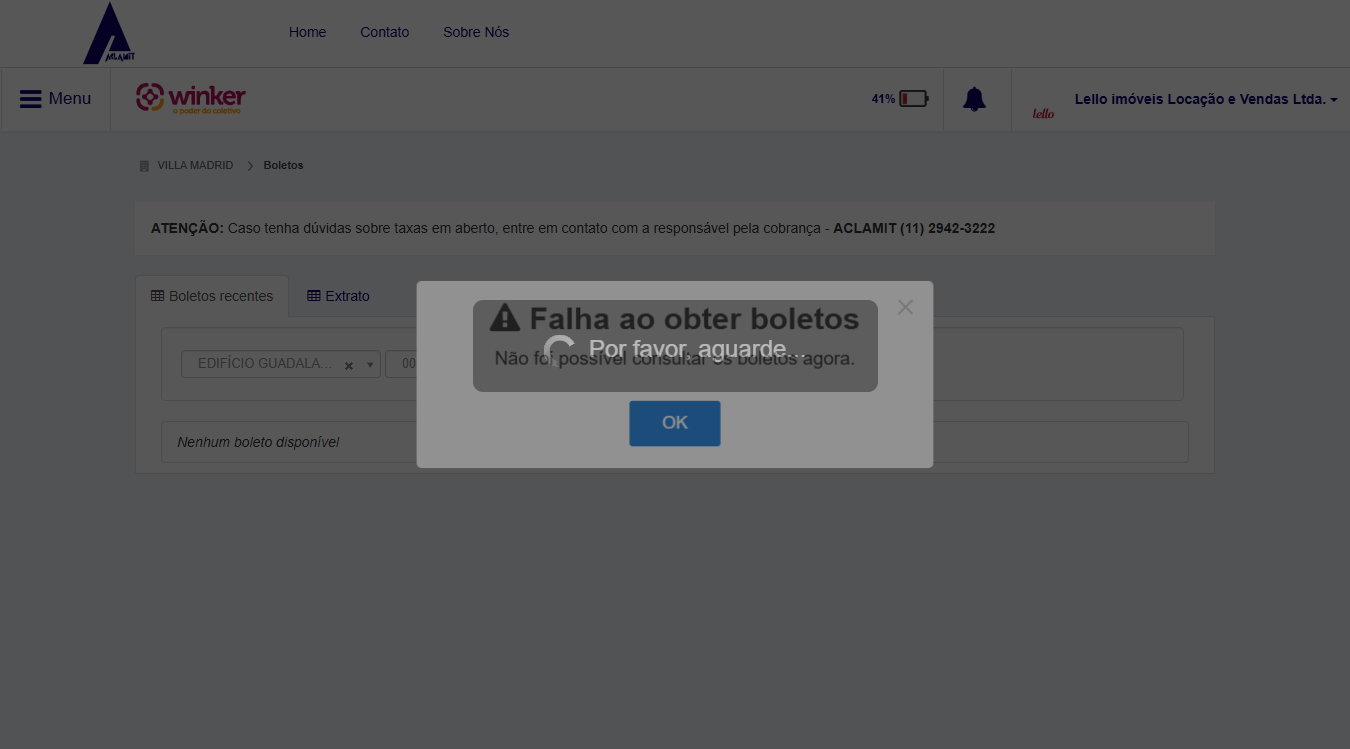 ACLAMIT
Home Contato Sobre Nós
Menu winker 41% lello Lello imóveis Locação e Vendas Ltda.
o poder do coletivo
VILLA MADRID > Boletos
ATENÇÃO: Caso tenha dúvidas sobre taxas em aberto, entre em contato com a responsável pela cobrança - ACLAMIT (11) 2942-3222
Boletos recentes Extrato
Falha ao obter boletos
Por favor, aguarde...
Não foi possível consultar os boletos agora.
EDIFÍCIO GUADALA... × 00
OK
Nenhum boleto disponível